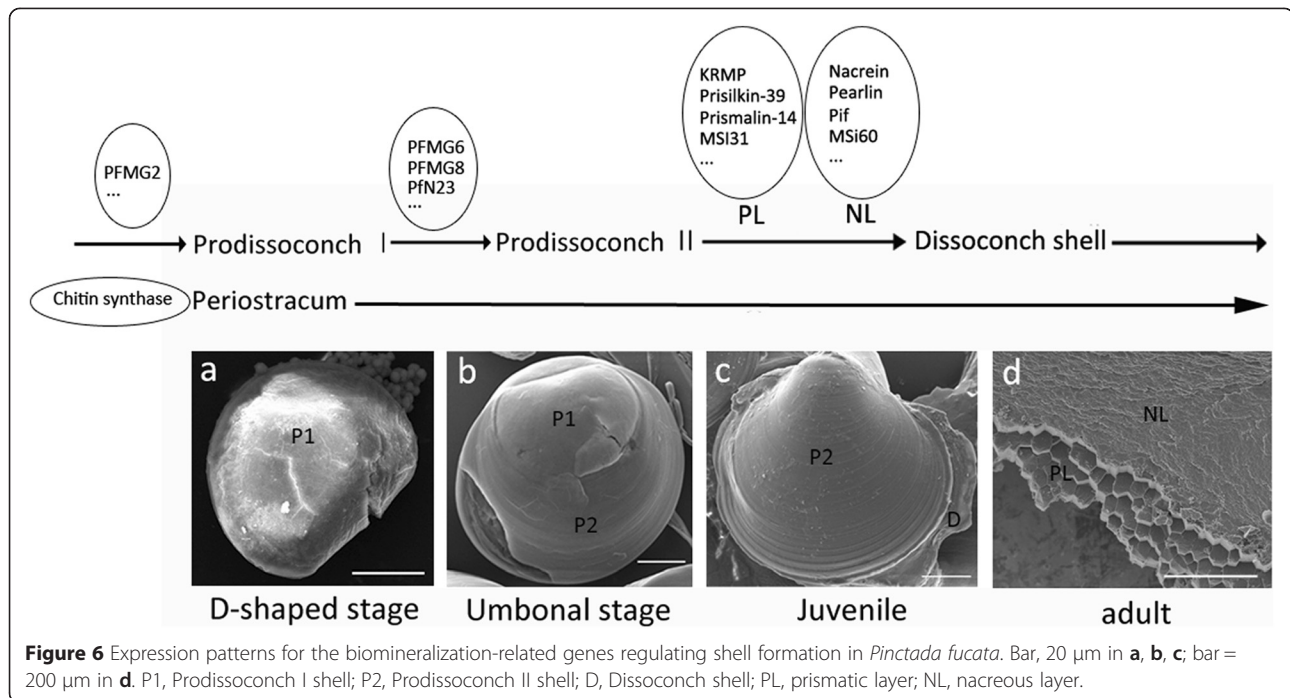 KRMP
Prisilkin-39
Prismalin-14
MSI31
...
Nacrein
Pearlin
Pif
MSi60
...
PFMG2
...
PFMG6
PFMG8
PfN23
...
PL
NL
Prodissoconch I
Prodissoconch II
Dissoconch shell
Chitin synthase
Periostracum
a
P1
b
P1
P2
c
P2
D
d
NL
PL
D-shaped stage
Umbonal stage
Juvenile
adult
Figure 6 Expression patterns for the biomineralization-related genes regulating shell formation in Pinctada fucata. Bar, 20 μm in a, b, c; bar =
200 μm in d. P1, Prodissoconch I shell; P2, Prodissoconch II shell; D, Dissoconch shell; PL, prismatic layer; NL, nacreous layer.